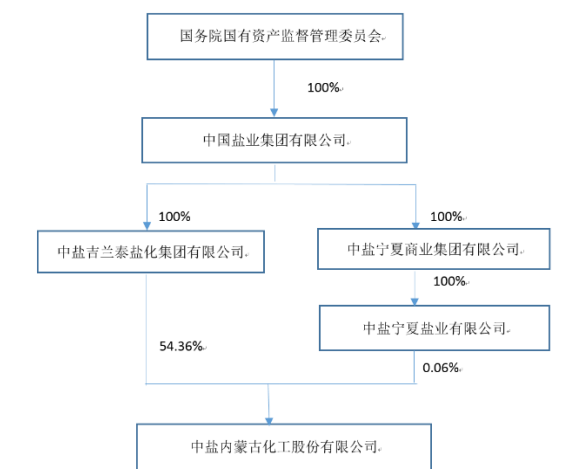 国务院国有资产监督管理委员会
100%
中国盐业集团有限公司
100%
100%
中盐吉兰泰盐化集团有限公司
中盐宁夏商业集团有限公司
100%
中盐宁夏盐业有限公司
54.36%
0.06%
中盐内蒙古化工股份有限公司